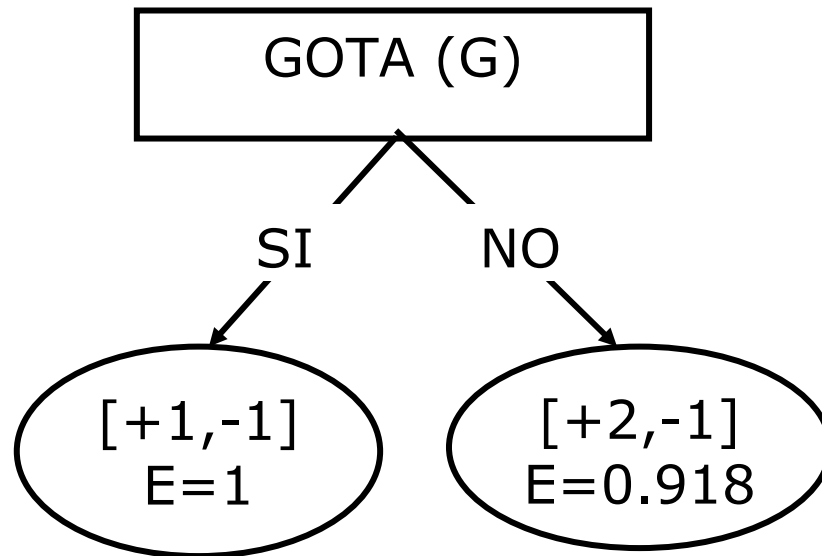 GOTA (G)
SI
NO
[+1,-1]
E=1
[+2,-1]
E=0.918